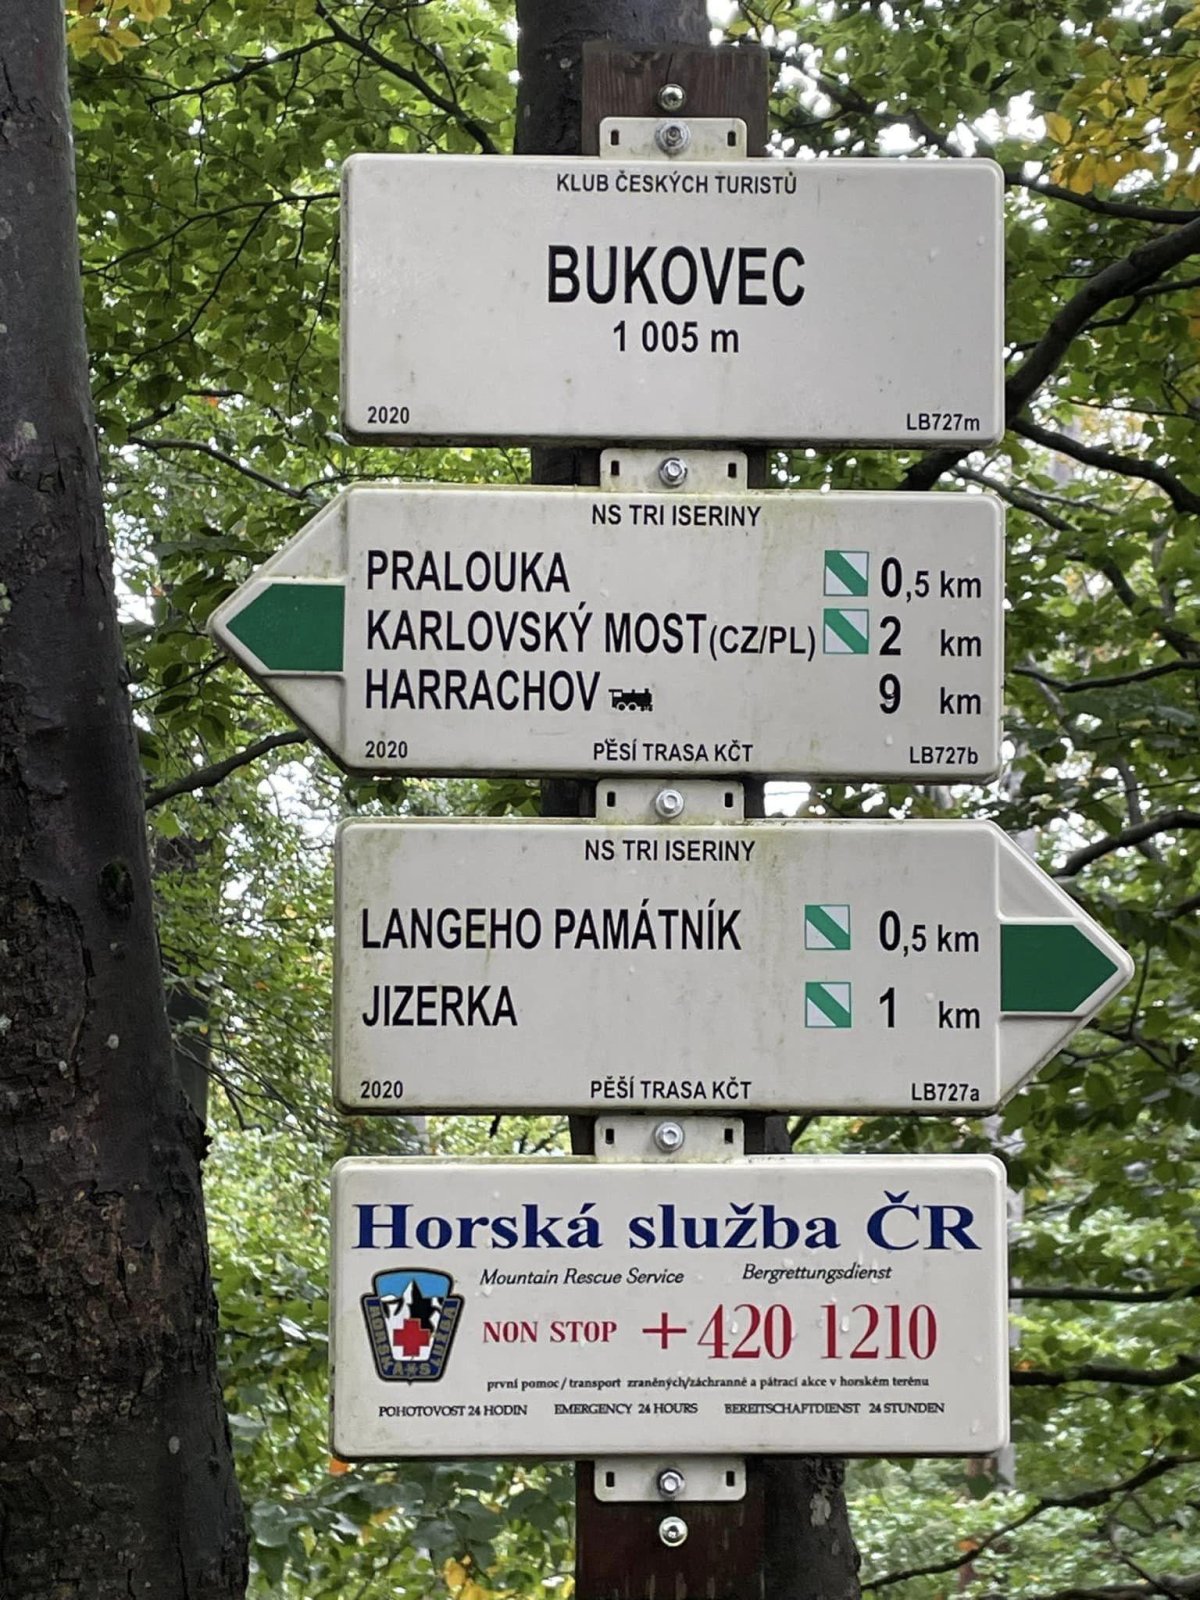 KLUB ČESKÝCH TURISTŮ
BUKOVEC
1 005 m
2020 LB727m
NS TRI ISERINY
PRALOUKA 0,5 km
KARLOVSKÝ MOST (CZ/PL) 2 km
HARRACHOV 9 km
2020 PĚSÍ TRASA KČT LB727b
NS TRI ISERINY
LANGEHO PAMÁTNÍK 0,5 km
JIZERKA 1 km
2020 PĚŠÍ TRASA KČT LB727a
Horská služba ČR
Mountain Rescue Service Bergrettungsdienst
HORSKÁ SLUŽBA
NON STOP +420 1210
první pomoc / transport zraněných/záchranné a pátrací akce v horském terénu
POHOTOVOST 24 HODIN EMERGENCY 24 HOURS BEREITSCHAFTDIENST 24 STUNDEN